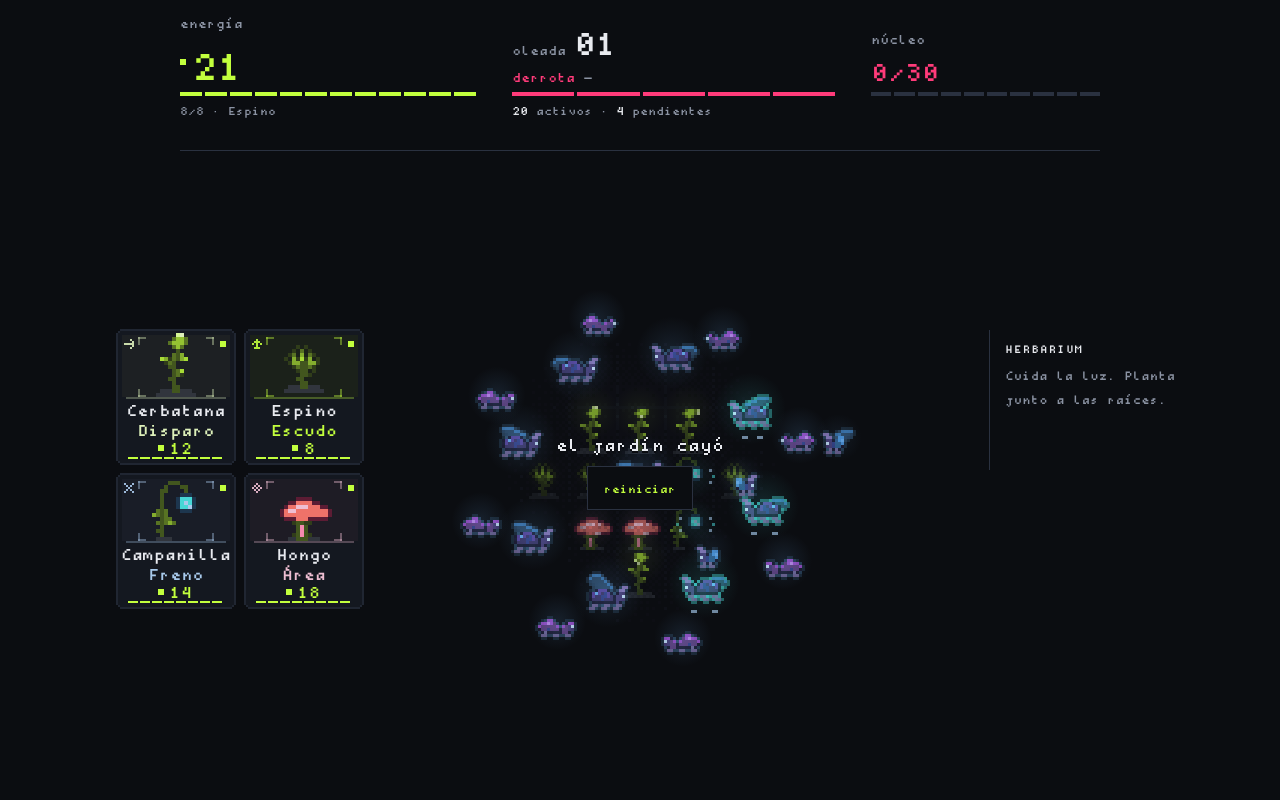 energía
21
8/8 · Espino
oleada 01
derrota —
20 activos · 4 pendientes
núcleo
0/30
Cerbatana
Disparo
12
Espino
Escudo
8
Campanilla
Freno
14
Hongo
Área
18
el jardín cayó
reiniciar
HERBARIUM
Cuida la luz. Planta
junto a las raíces.